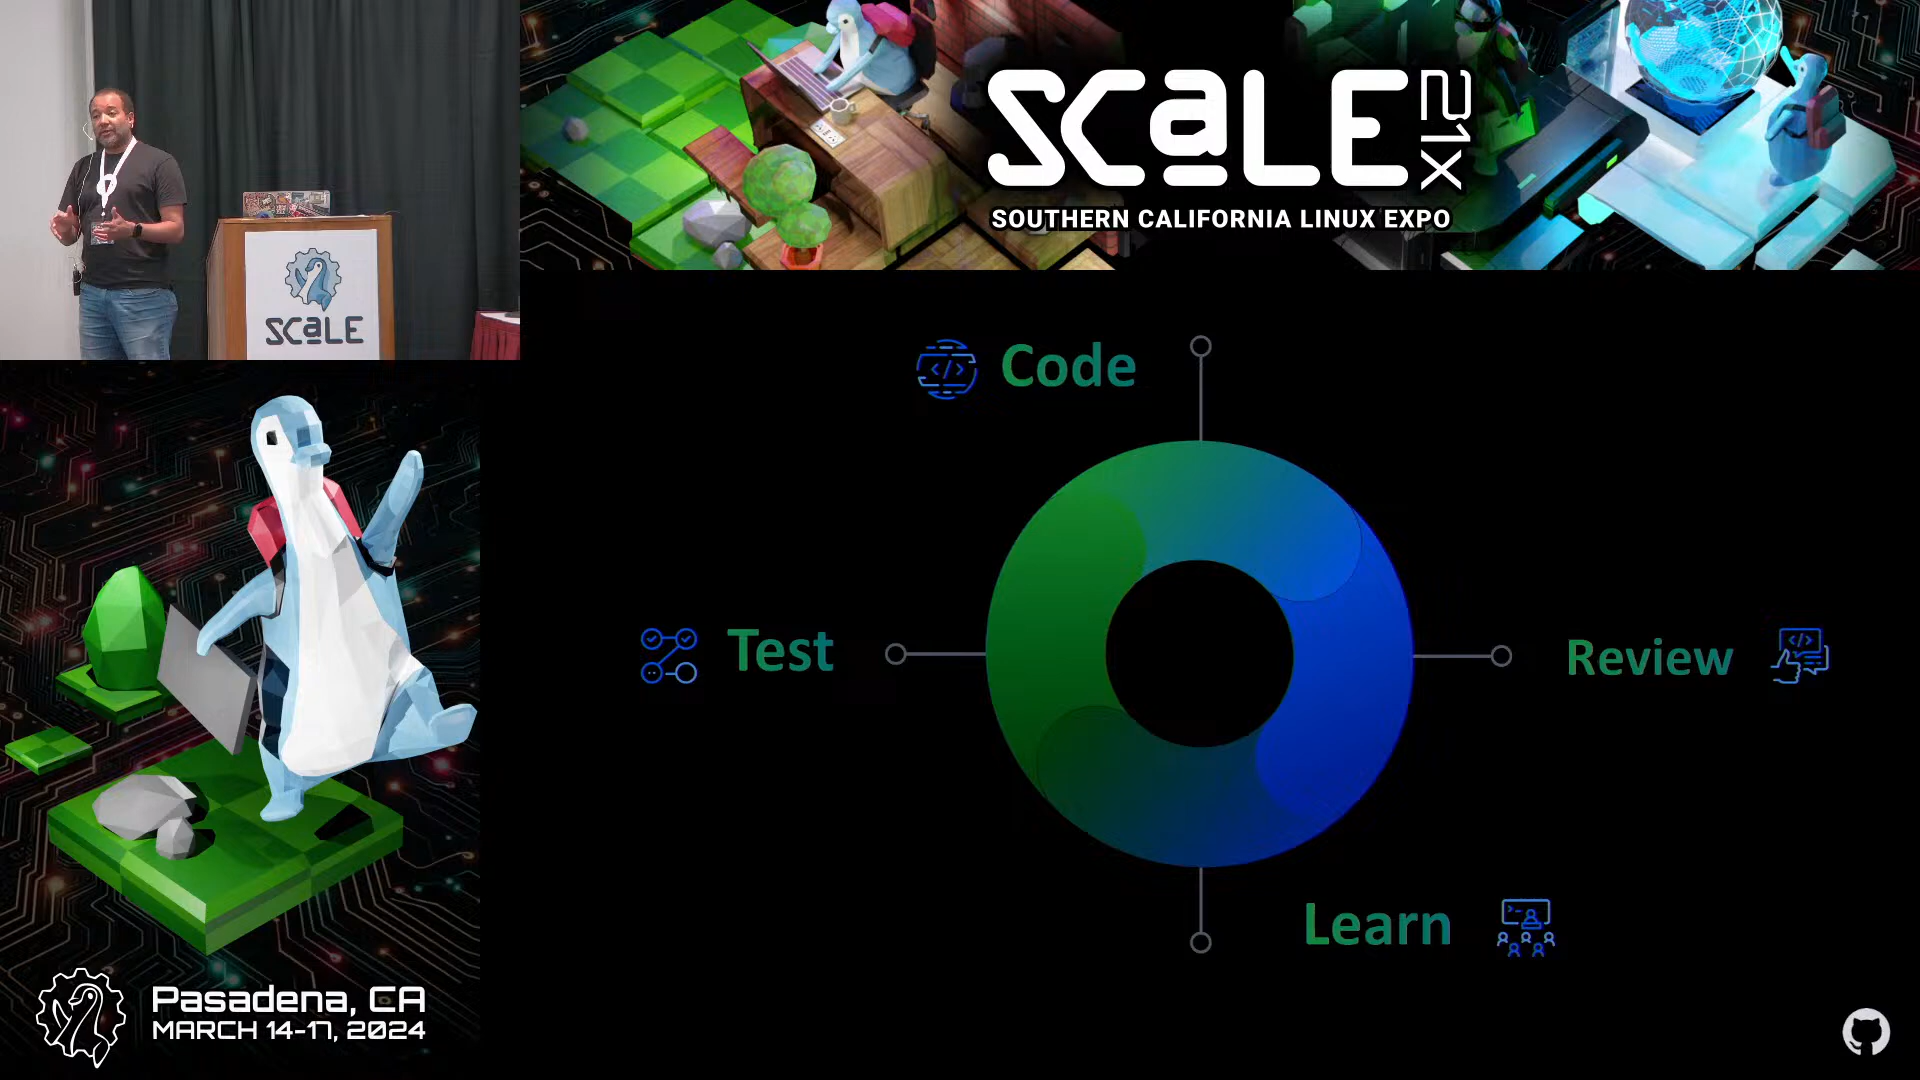 SCaLE 21X
SOUTHERN CALIFORNIA LINUX EXPO
SCaLE
Code
Test
Review
Learn
Pasadena, CA
MARCH 14-17, 2024